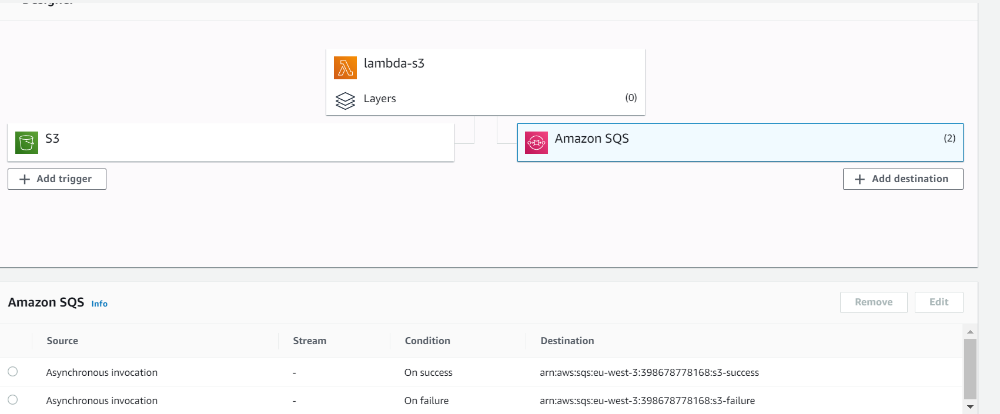 Designer
lambda-s3
Layers (0)
S3
Amazon SQS (2)
+ Add trigger
+ Add destination
Amazon SQS Info
Remove Edit
Source Stream Condition Destination
Asynchronous invocation - On success arn:aws:sqs:eu-west-3:398678778168:s3-success
Asynchronous invocation - On failure arn:aws:sqs:eu-west-3:398678778168:s3-failure